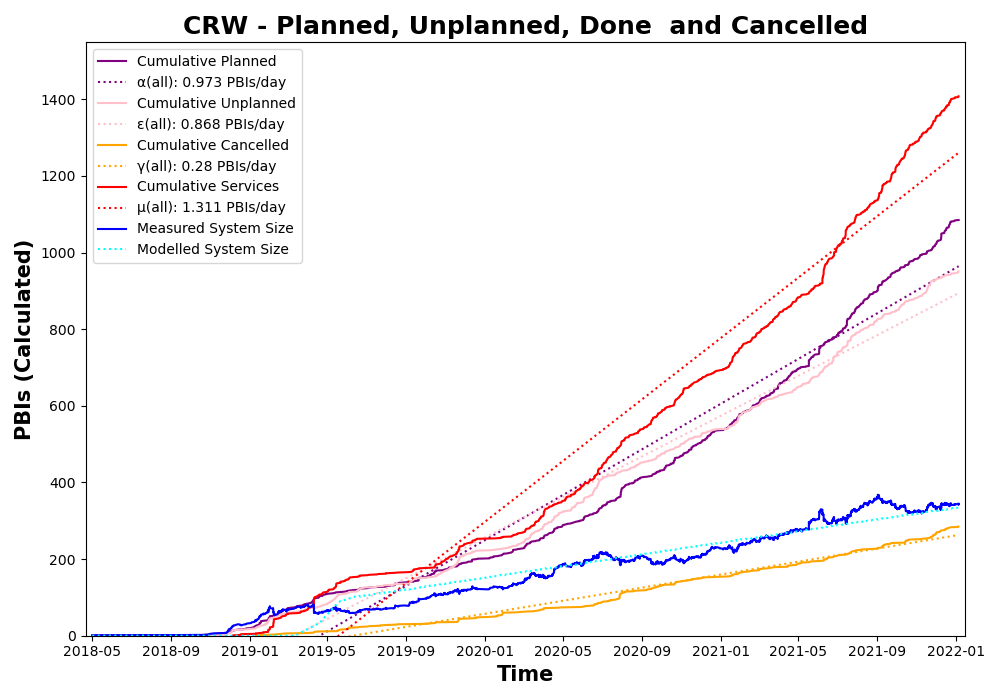 CRW - Planned, Unplanned, Done  and Cancelled
Cumulative Planned
α(all): 0.973 PBIs/day
Cumulative Unplanned
ε(all): 0.868 PBIs/day
Cumulative Cancelled
γ(all): 0.28 PBIs/day
Cumulative Services
μ(all): 1.311 PBIs/day
Measured System Size
Modelled System Size
PBIs (Calculated)
1400
1200
1000
800
600
400
200
0
2018-05 2018-09 2019-01 2019-05 2019-09 2020-01 2020-05 2020-09 2021-01 2021-05 2021-09 2022-01
Time